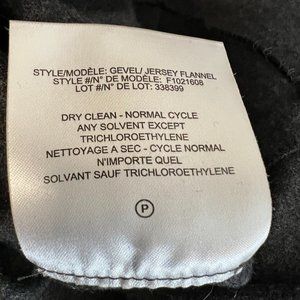 STYLE/MODÈLE: GEVEL/ JERSEY FLANNEL
STYLE #/N° DE MODÈLE: F1021608
LOT #/N° DE LOT: 338399
DRY CLEAN - NORMAL CYCLE
ANY SOLVENT EXCEPT
TRICHLOROETHYLENE
NETTOYAGE A SEC - CYCLE NORMAL
N'IMPORTE QUEL
SOLVANT SAUF TRICHLOROETHYLENE
P